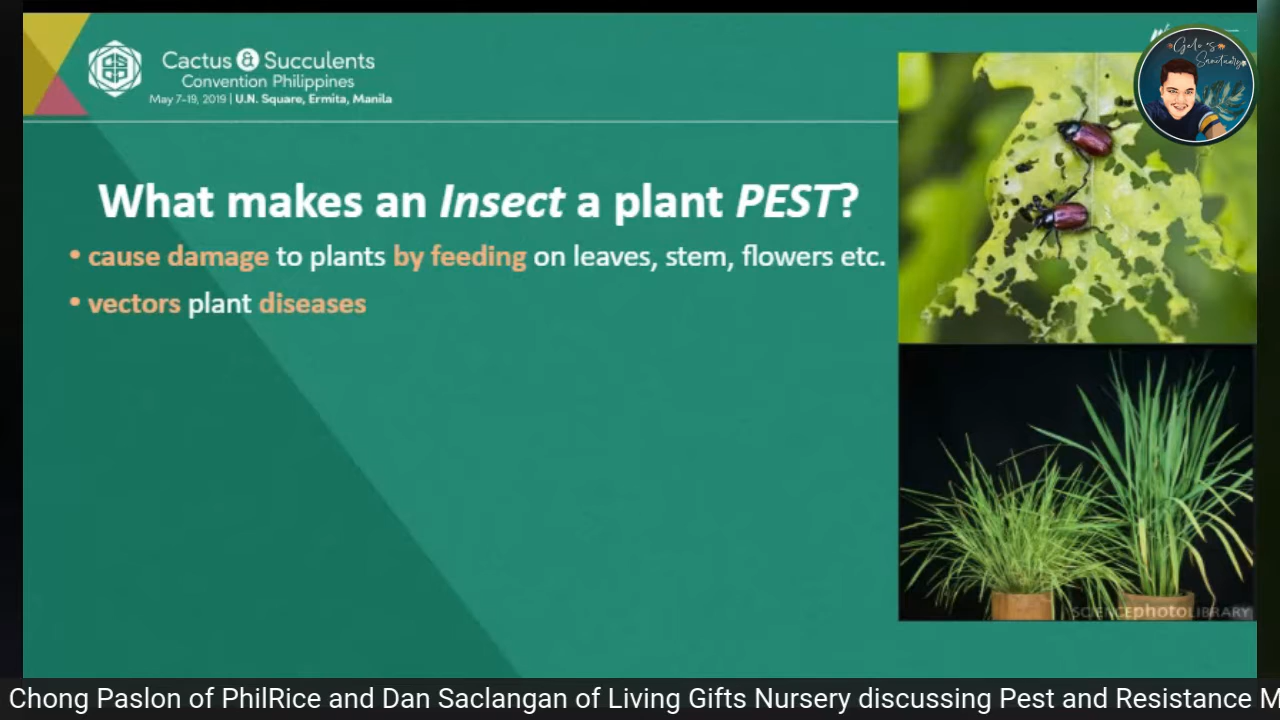 Cactus & Succulents
Convention Philippines
May 7-19, 2019 | U.N. Square, Ermita, Manila
Gelo's
Sanctuary
What makes an Insect a plant PEST?
• cause damage to plants by feeding on leaves, stem, flowers etc.
• vectors plant diseases
SCIENCEphotoLIBRARY
Chong Paslon of PhilRice and Dan Saclangan of Living Gifts Nursery discussing Pest and Resistance M